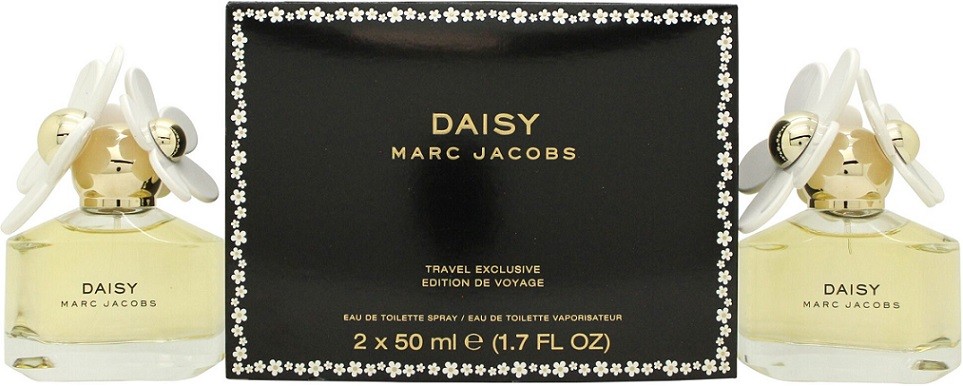 DAISY
MARC JACOBS
DAISY
MARC JACOBS
TRAVEL EXCLUSIVE
EDITION DE VOYAGE
EAU DE TOILETTE SPRAY / EAU DE TOILETTE VAPORISATEUR
2 x 50 ml ℮ (1.7 FL OZ)
DAISY
MARC JACOBS